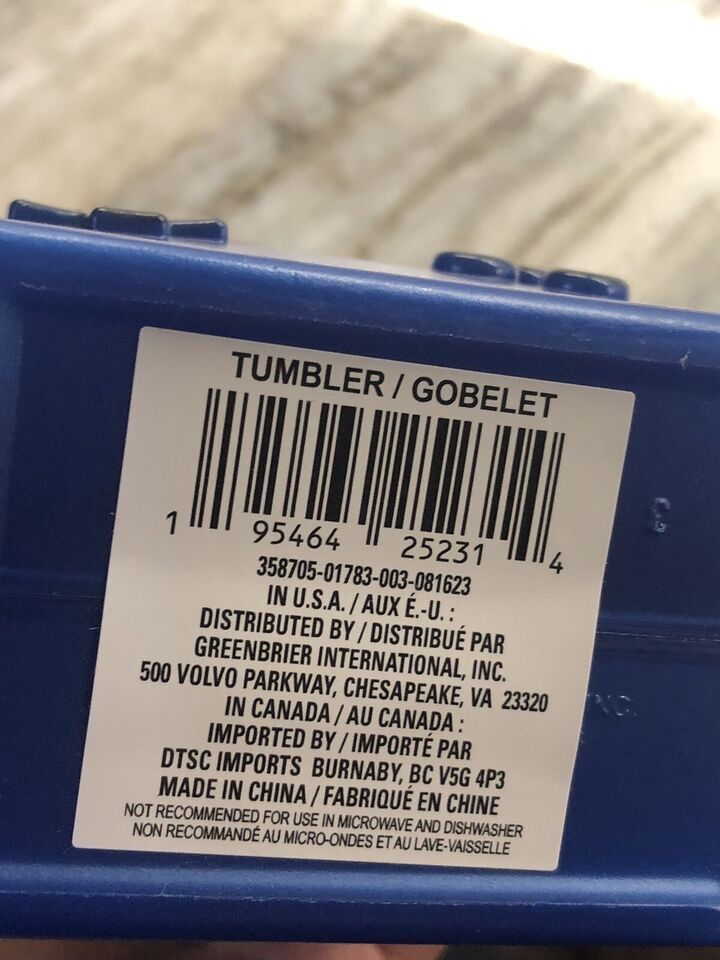 TUMBLER / GOBELET
1 95464 25231 4
358705-01783-003-081623
IN U.S.A. / AUX É.-U. :
DISTRIBUTED BY / DISTRIBUÉ PAR
GREENBRIER INTERNATIONAL, INC.
500 VOLVO PARKWAY, CHESAPEAKE, VA 23320
IN CANADA / AU CANADA :
IMPORTED BY / IMPORTÉ PAR
DTSC IMPORTS BURNABY, BC V5G 4P3
MADE IN CHINA / FABRIQUÉ EN CHINE
NOT RECOMMENDED FOR USE IN MICROWAVE AND DISHWASHER
NON RECOMMANDÉ AU MICRO-ONDES ET AU LAVE-VAISSELLE